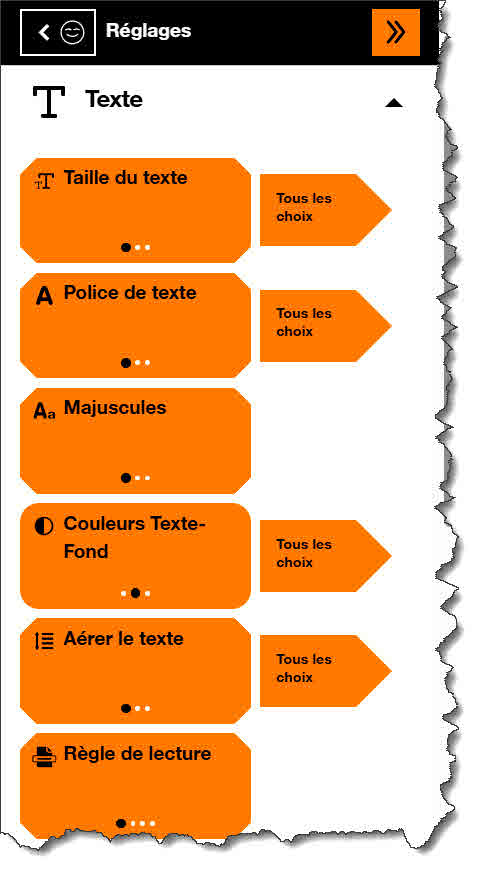 Réglages
Texte
Taille du texte
Tous les
choix
Police de texte
Tous les
choix
Majuscules
Couleurs Texte-
Fond
Tous les
choix
Aérer le texte
Tous les
choix
Règle de lecture